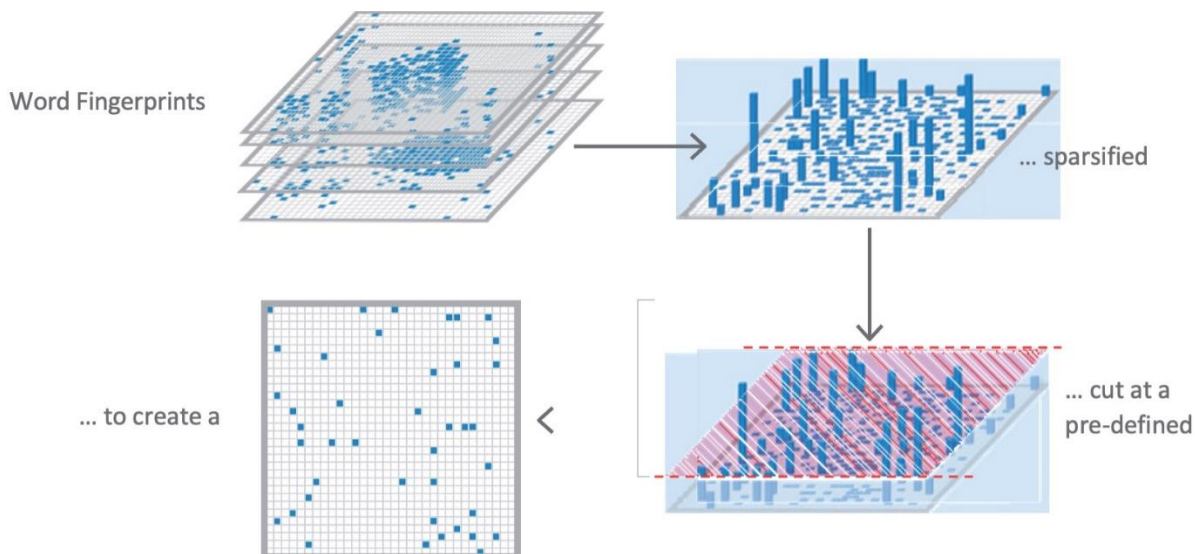 Word Fingerprints
... sparsified
... cut at a
pre-defined
... to create a